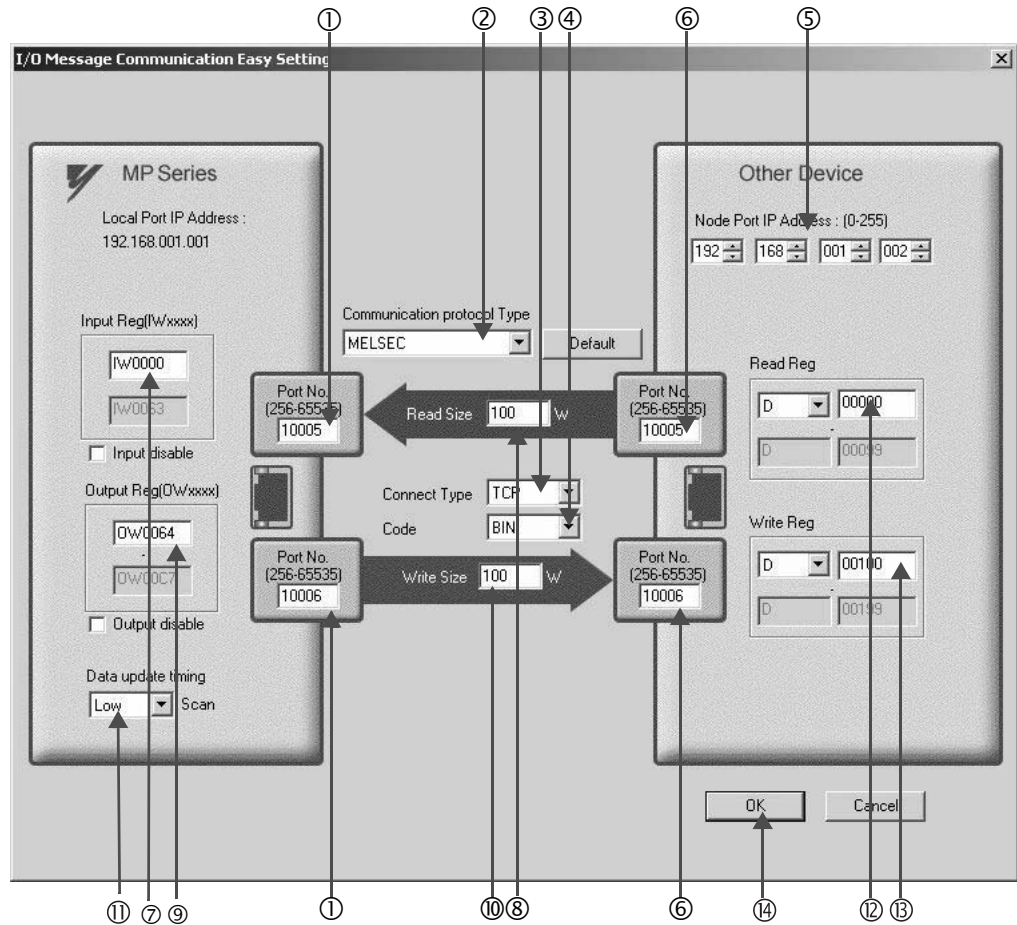 ① ② ③ ④ ⑥ ⑤
I/O Message Communication Easy Setting
MP Series
Local Port IP Address :
192.168.001.001
Other Device
Node Port IP Address : (0-255)
192 168 001 002
Input Reg(IWxxxx)
IW0000
IW0063
Input disable
Output Reg(OWxxxx)
OW0064
OW00C7
Output disable
Data update timing
Low Scan
Communication protocol Type
MELSEC Default
Port No.
(256-65535)
10005
Read Size 100 W
Port No.
(256-65535)
10005
Connect Type TCP
Code BIN
Port No.
(256-65535)
10006
Write Size 100 W
Port No.
(256-65535)
10006
Read Reg
D 00000
-
D 00099
Write Reg
D 00100
-
D 00199
OK Cancel
⑪ ⑦ ⑨ ① ⑩ ⑧ ⑥ ⑭ ⑫ ⑬